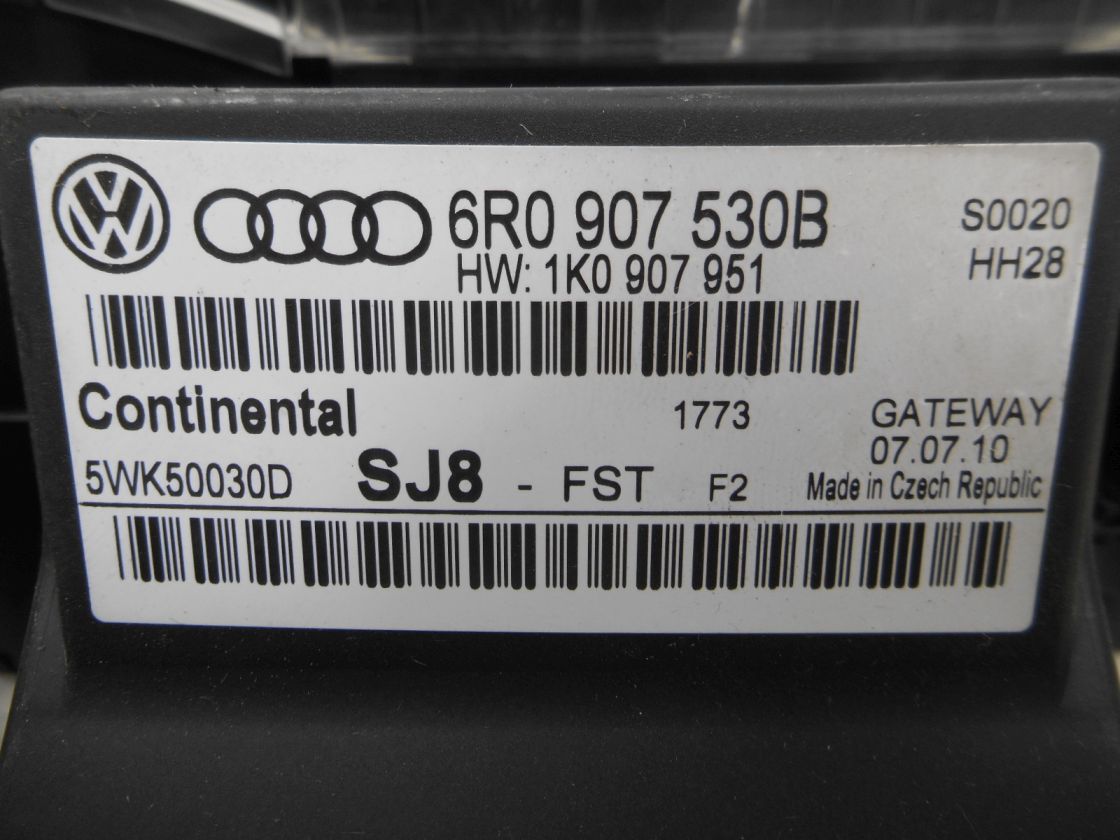 6R0 907 530B S0020
HW: 1K0 907 951 HH28
Continental 1773 GATEWAY
07.07.10
5WK50030D SJ8 - FST F2 Made in Czech Republic